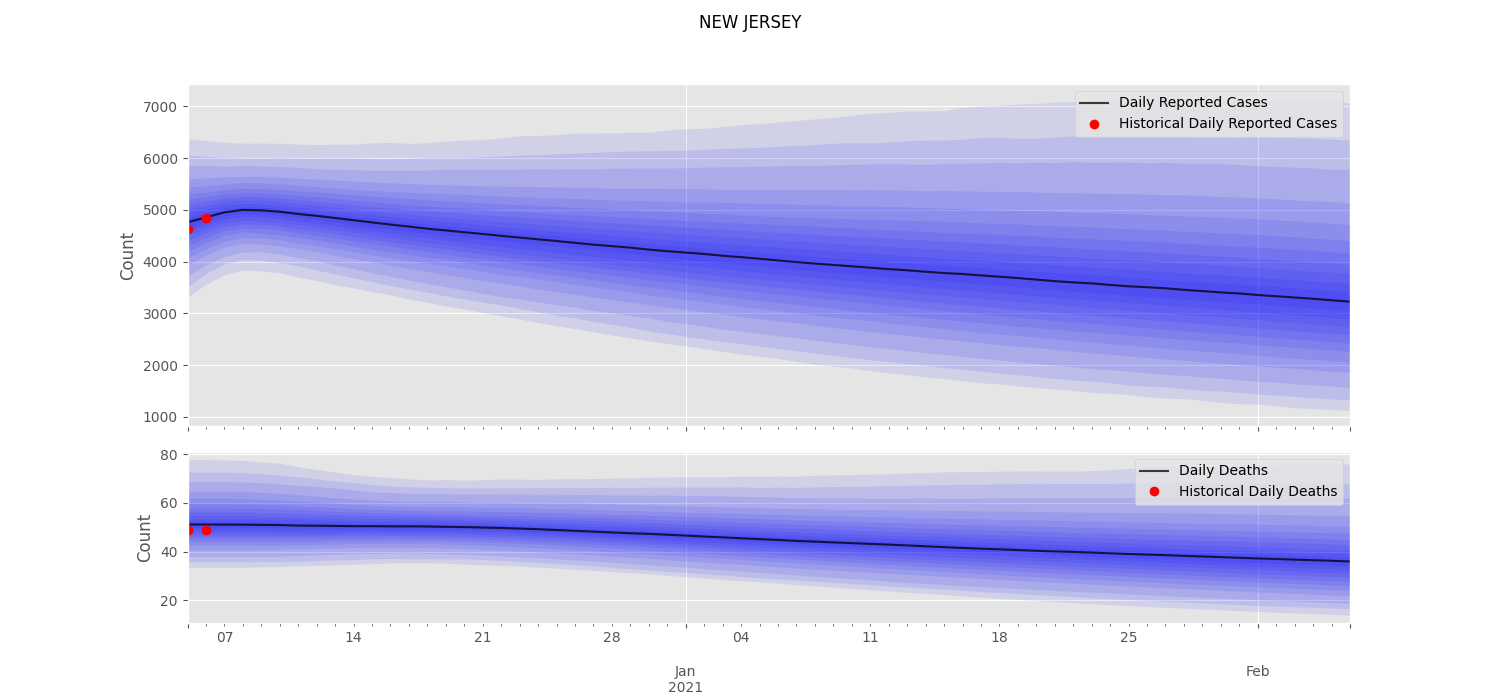 NEW JERSEY
7000
6000
5000
4000
3000
2000
1000
Count
Daily Reported Cases
Historical Daily Reported Cases
80
60
40
20
Count
Daily Deaths
Historical Daily Deaths
07 14 21 28 04 11 18 25
Jan Feb
2021